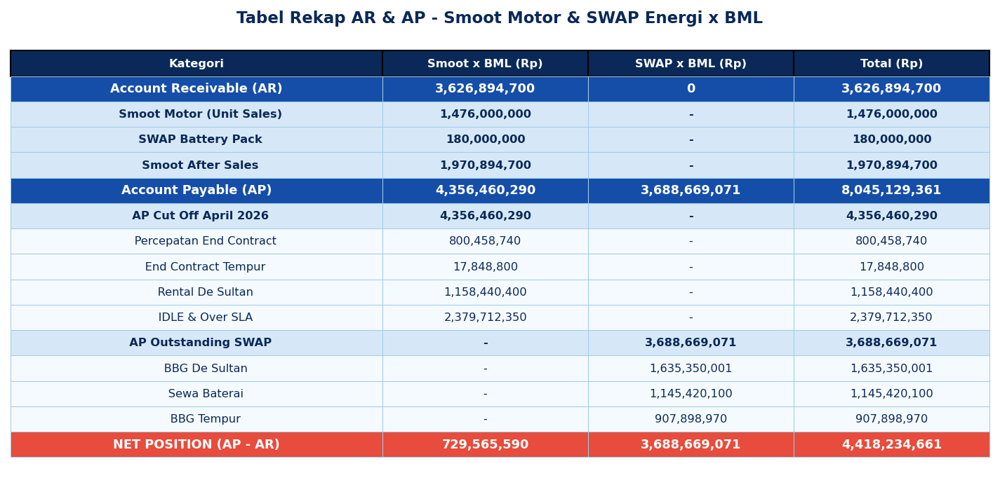 Tabel Rekap AR & AP - Smoot Motor & SWAP Energi x BML
Kategori Smoot x BML (Rp) SWAP x BML (Rp) Total (Rp)
Account Receivable (AR) 3,626,894,700 0 3,626,894,700
Smoot Motor (Unit Sales) 1,476,000,000 - 1,476,000,000
SWAP Battery Pack 180,000,000 - 180,000,000
Smoot After Sales 1,970,894,700 - 1,970,894,700
Account Payable (AP) 4,356,460,290 3,688,669,071 8,045,129,361
AP Cut Off April 2026 4,356,460,290 - 4,356,460,290
Percepatan End Contract 800,458,740 - 800,458,740
End Contract Tempur 17,848,800 - 17,848,800
Rental De Sultan 1,158,440,400 - 1,158,440,400
IDLE & Over SLA 2,379,712,350 - 2,379,712,350
AP Outstanding SWAP - 3,688,669,071 3,688,669,071
BBG De Sultan - 1,635,350,001 1,635,350,001
Sewa Baterai - 1,145,420,100 1,145,420,100
BBG Tempur - 907,898,970 907,898,970
NET POSITION (AP - AR) 729,565,590 3,688,669,071 4,418,234,661